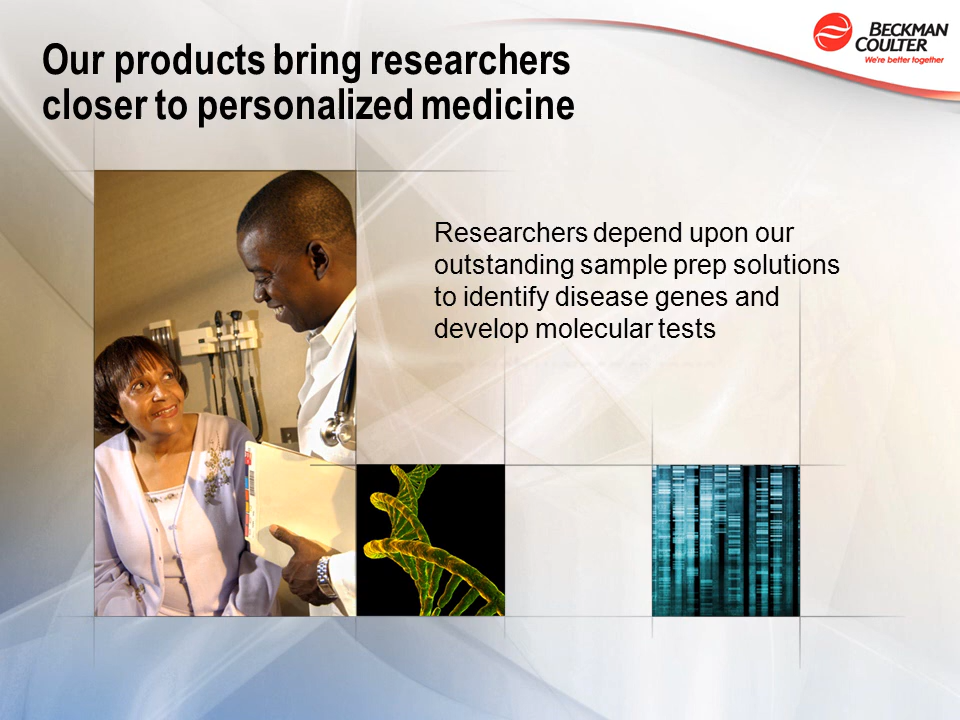 Our products bring researchers
closer to personalized medicine
BECKMAN
COULTER
We're better together
Researchers depend upon our
outstanding sample prep solutions
to identify disease genes and
develop molecular tests